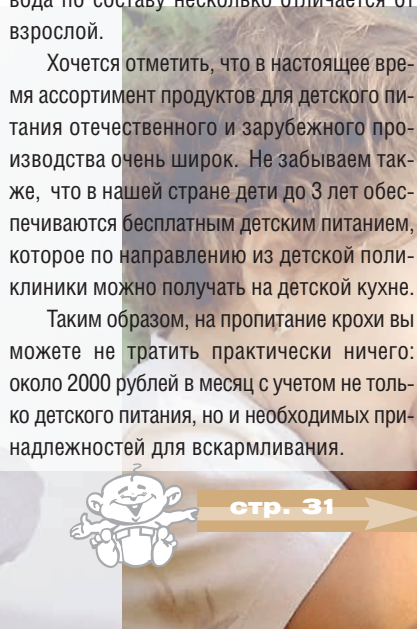 вода по составу несколько отличается от
взрослой.
Хочется отметить, что в настоящее вре-
мя ассортимент продуктов для детского пи-
тания отечественного и зарубежного про-
изводства очень широк. Не забываем так-
же, что в нашей стране дети до 3 лет обес-
печиваются бесплатным детским питанием,
которое по направлению из детской поли-
клиники можно получать на детской кухне.
Таким образом, на пропитание крохи вы
можете не тратить практически ничего:
около 2000 рублей в месяц с учетом не толь-
ко детского питания, но и необходимых при-
надлежностей для вскармливания.
стр. 31